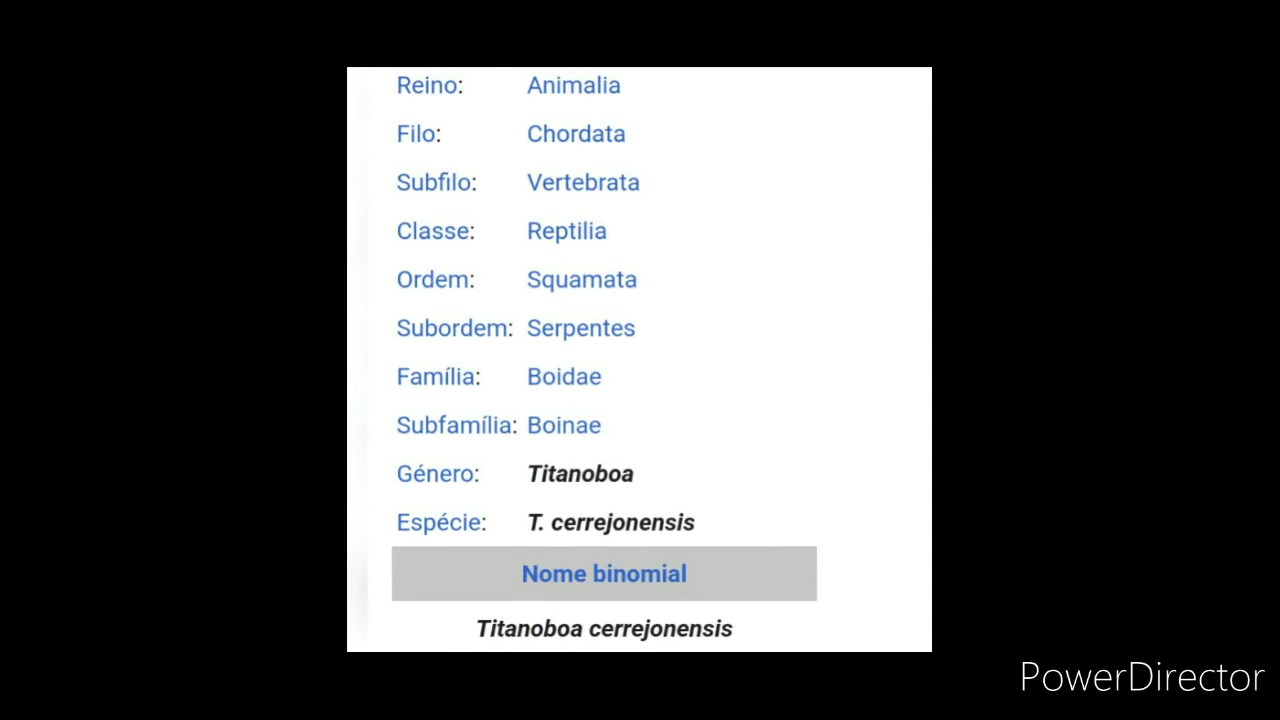 Reino: Animalia
Filo: Chordata
Subfilo: Vertebrata
Classe: Reptilia
Ordem: Squamata
Subordem: Serpentes
Família: Boidae
Subfamília: Boinae
Género: Titanoboa
Espécie: T. cerrejonensis
Nome binomial
Titanoboa cerrejonensis
PowerDirector